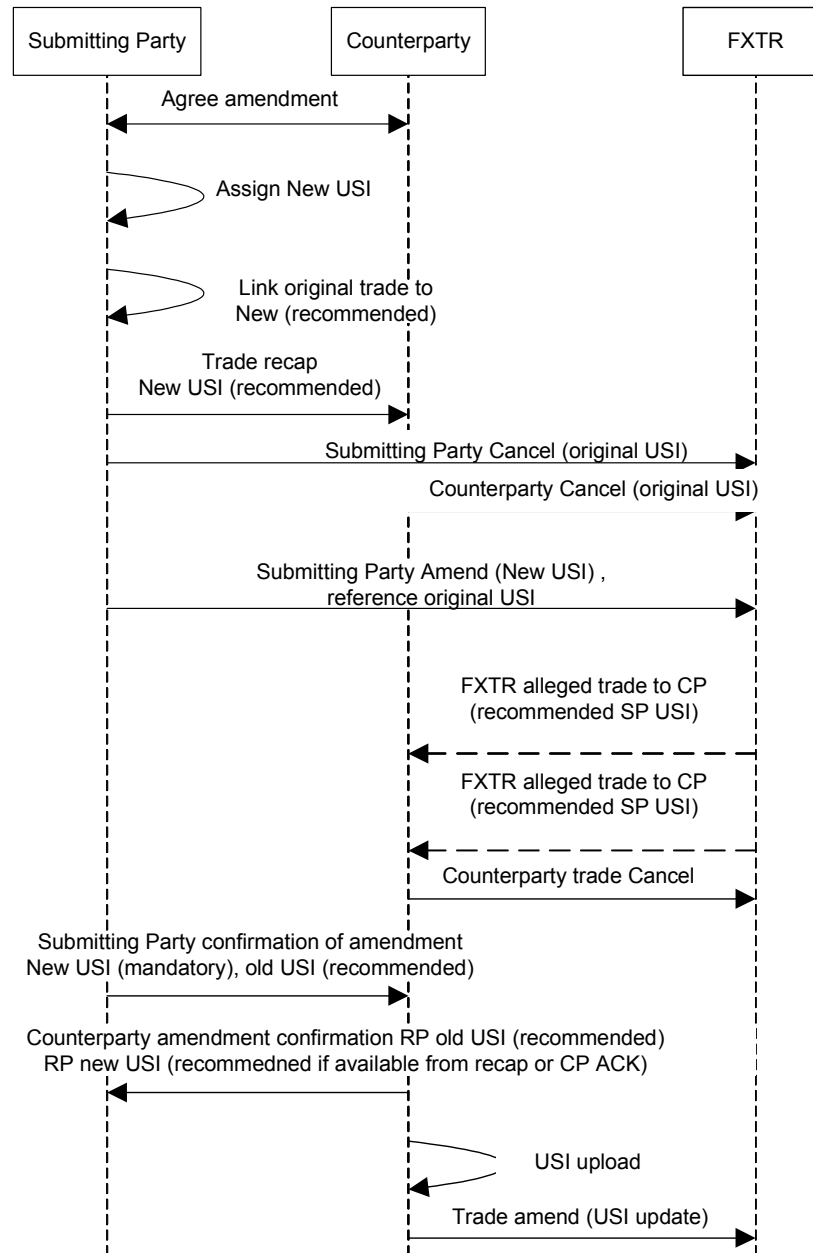 Submitting Party
Counterparty
FXTR
Agree amendment
Assign New USI
Link original trade to
New (recommended)
Trade recap
New USI (recommended)
Submitting Party Cancel (original USI)
Counterparty Cancel (original USI)
Submitting Party Amend (New USI) ,
reference original USI
FXTR alleged trade to CP
(recommended SP USI)
FXTR alleged trade to CP
(recommended SP USI)
Counterparty trade Cancel
Submitting Party confirmation of amendment
New USI (mandatory), old USI (recommended)
Counterparty amendment confirmation RP old USI (recommended)
RP new USI (recommedned if available from recap or CP ACK)
USI upload
Trade amend (USI update)